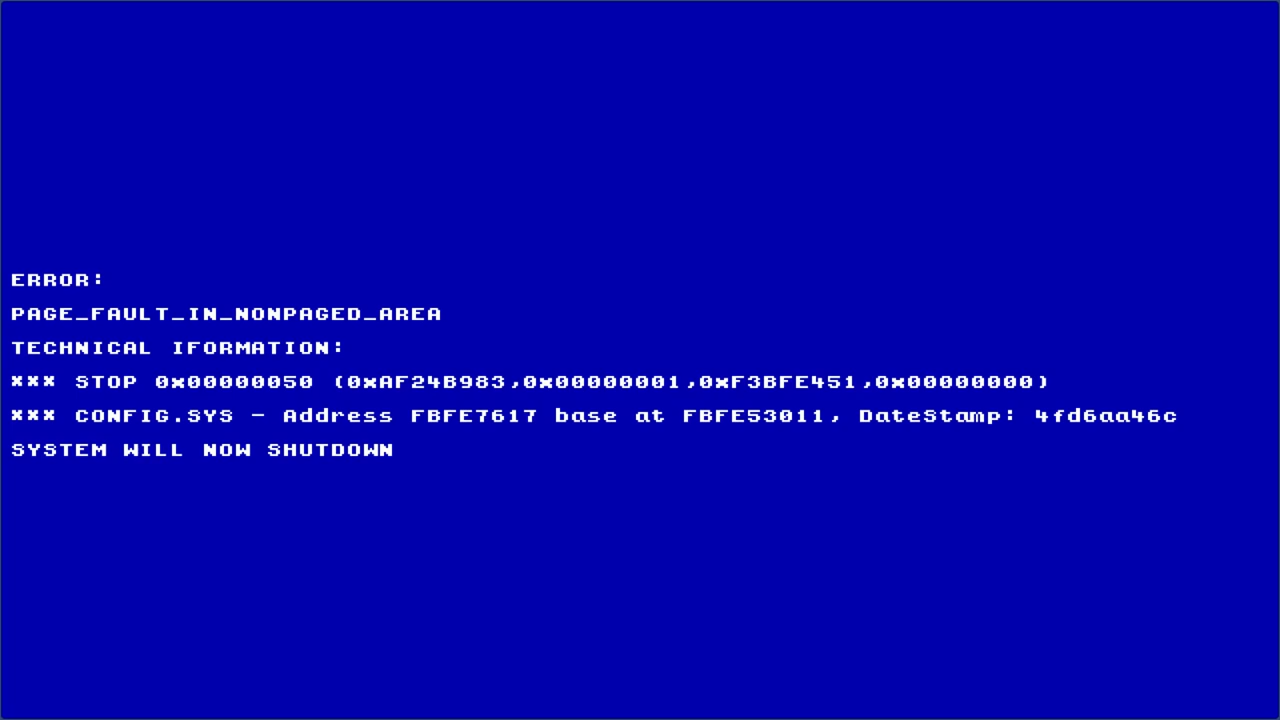 ERROR:
PAGE_FAULT_IN_NONPAGED_AREA
TECHNICAL IFORMATION:
*** STOP 0x00000050 (0xAF24B983,0x00000001,0xF3BFE451,0x00000000)
*** CONFIG.SYS - Address FBFE7617 base at FBFE53011, DateStamp: 4fd6aa46c
SYSTEM WILL NOW SHUTDOWN